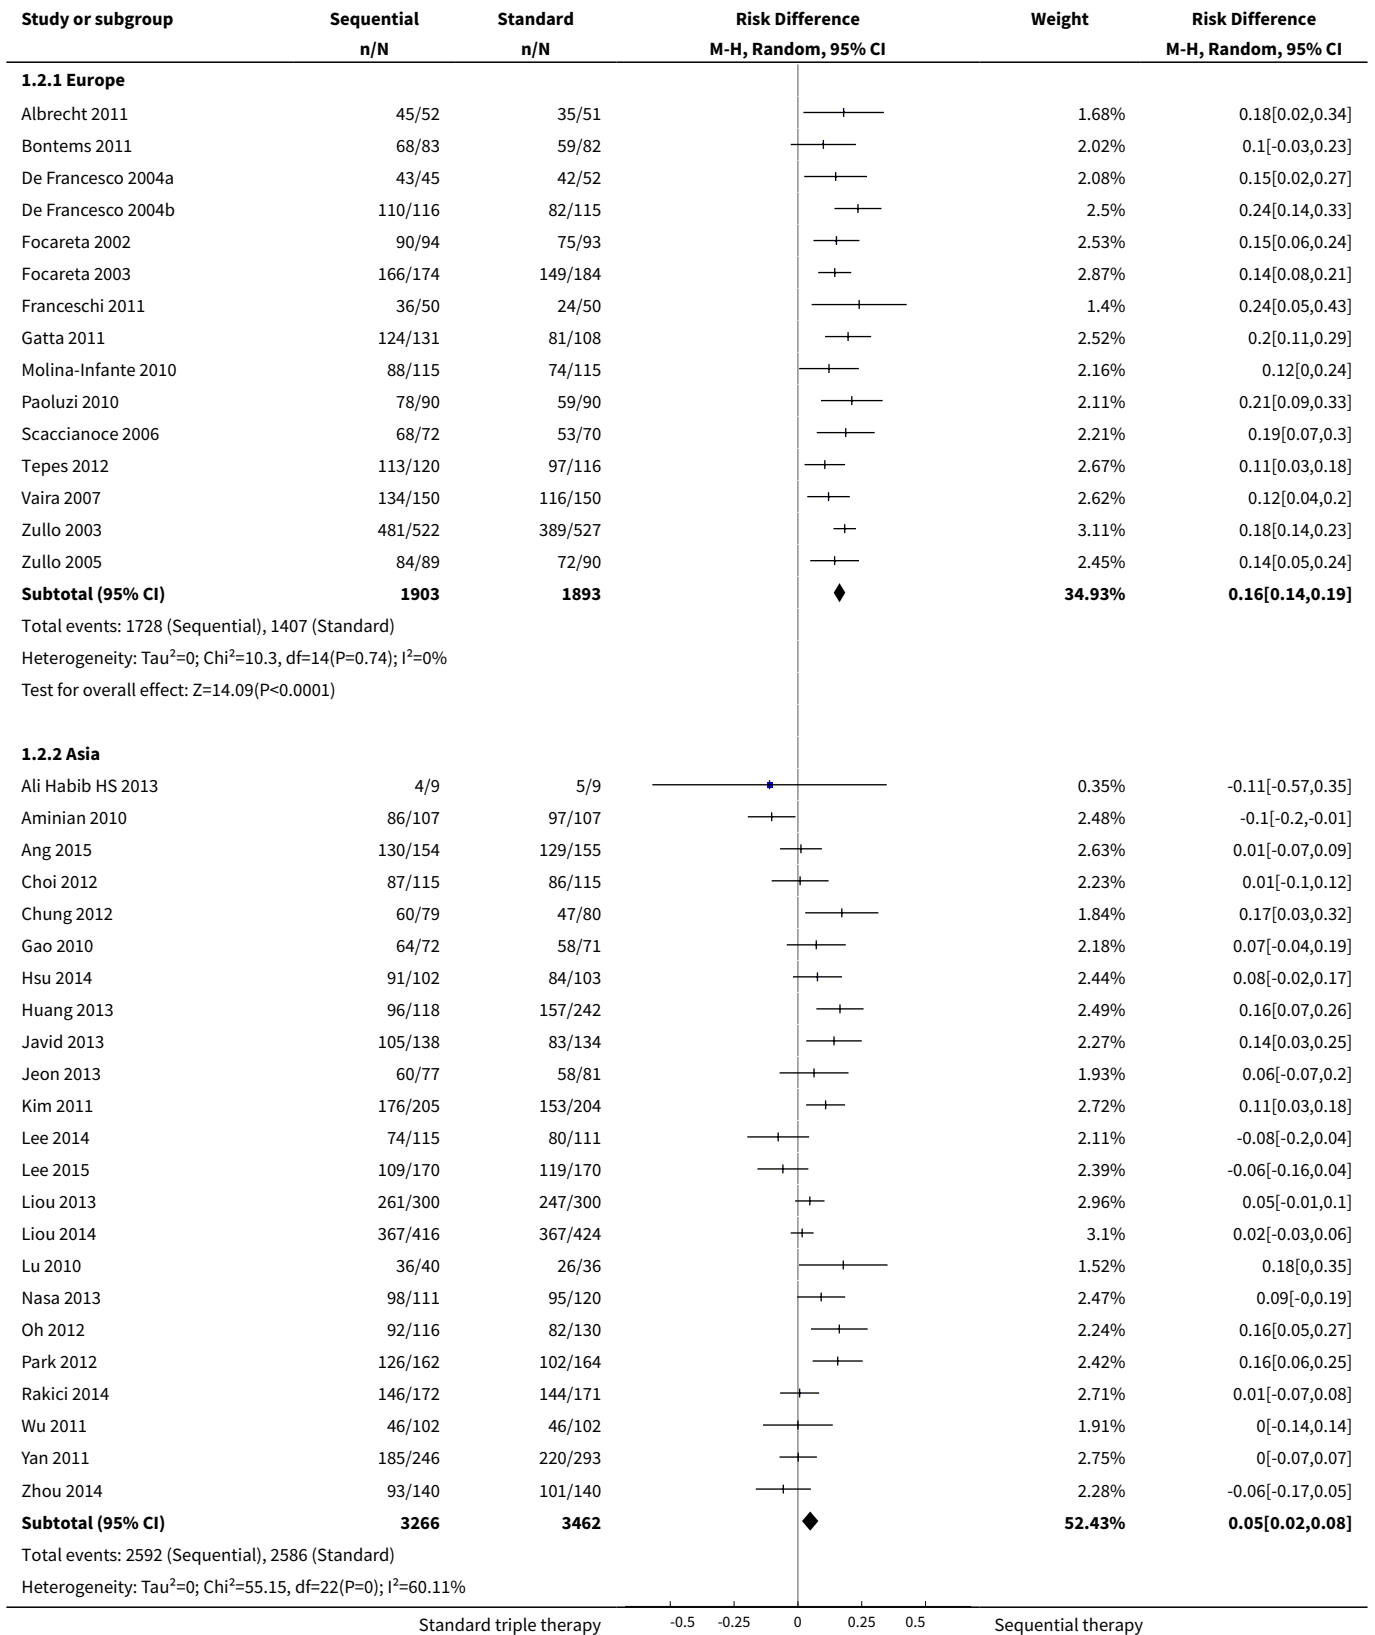 Study or subgroup Sequential Standard Risk Difference Weight Risk Difference
n/N n/N M-H, Random, 95% CI M-H, Random, 95% CI
1.2.1 Europe
Albrecht 2011 45/52 35/51 1.68% 0.18[0.02,0.34]
Bontems 2011 68/83 59/82 2.02% 0.1[-0.03,0.23]
De Francesco 2004a 43/45 42/52 2.08% 0.15[0.02,0.27]
De Francesco 2004b 110/116 82/115 2.5% 0.24[0.14,0.33]
Focareta 2002 90/94 75/93 2.53% 0.15[0.06,0.24]
Focareta 2003 166/174 149/184 2.87% 0.14[0.08,0.21]
Franceschi 2011 36/50 24/50 1.4% 0.24[0.05,0.43]
Gatta 2011 124/131 81/108 2.52% 0.2[0.11,0.29]
Molina-Infante 2010 88/115 74/115 2.16% 0.12[0,0.24]
Paoluzi 2010 78/90 59/90 2.11% 0.21[0.09,0.33]
Scaccianoce 2006 68/72 53/70 2.21% 0.19[0.07,0.3]
Tepes 2012 113/120 97/116 2.67% 0.11[0.03,0.18]
Vaira 2007 134/150 116/150 2.62% 0.12[0.04,0.2]
Zullo 2003 481/522 389/527 3.11% 0.18[0.14,0.23]
Zullo 2005 84/89 72/90 2.45% 0.14[0.05,0.24]
Subtotal (95% CI) 1903 1893 34.93% 0.16[0.14,0.19]
Total events: 1728 (Sequential), 1407 (Standard)
Heterogeneity: Tau²=0; Chi²=10.3, df=14(P=0.74); I²=0%
Test for overall effect: Z=14.09(P<0.0001)
1.2.2 Asia
Ali Habib HS 2013 4/9 5/9 0.35% -0.11[-0.57,0.35]
Aminian 2010 86/107 97/107 2.48% -0.1[-0.2,-0.01]
Ang 2015 130/154 129/155 2.63% 0.01[-0.07,0.09]
Choi 2012 87/115 86/115 2.23% 0.01[-0.1,0.12]
Chung 2012 60/79 47/80 1.84% 0.17[0.03,0.32]
Gao 2010 64/72 58/71 2.18% 0.07[-0.04,0.19]
Hsu 2014 91/102 84/103 2.44% 0.08[-0.02,0.17]
Huang 2013 96/118 157/242 2.49% 0.16[0.07,0.26]
Javid 2013 105/138 83/134 2.27% 0.14[0.03,0.25]
Jeon 2013 60/77 58/81 1.93% 0.06[-0.07,0.2]
Kim 2011 176/205 153/204 2.72% 0.11[0.03,0.18]
Lee 2014 74/115 80/111 2.11% -0.08[-0.2,0.04]
Lee 2015 109/170 119/170 2.39% -0.06[-0.16,0.04]
Liou 2013 261/300 247/300 2.96% 0.05[-0.01,0.1]
Liou 2014 367/416 367/424 3.1% 0.02[-0.03,0.06]
Lu 2010 36/40 26/36 1.52% 0.18[0,0.35]
Nasa 2013 98/111 95/120 2.47% 0.09[-0,0.19]
Oh 2012 92/116 82/130 2.24% 0.16[0.05,0.27]
Park 2012 126/162 102/164 2.42% 0.16[0.06,0.25]
Rakici 2014 146/172 144/171 2.71% 0.01[-0.07,0.08]
Wu 2011 46/102 46/102 1.91% 0[-0.14,0.14]
Yan 2011 185/246 220/293 2.75% 0[-0.07,0.07]
Zhou 2014 93/140 101/140 2.28% -0.06[-0.17,0.05]
Subtotal (95% CI) 3266 3462 52.43% 0.05[0.02,0.08]
Total events: 2592 (Sequential), 2586 (Standard)
Heterogeneity: Tau²=0; Chi²=55.15, df=22(P=0); I²=60.11%
Standard triple therapy -0.5 -0.25 0 0.25 0.5 Sequential therapy